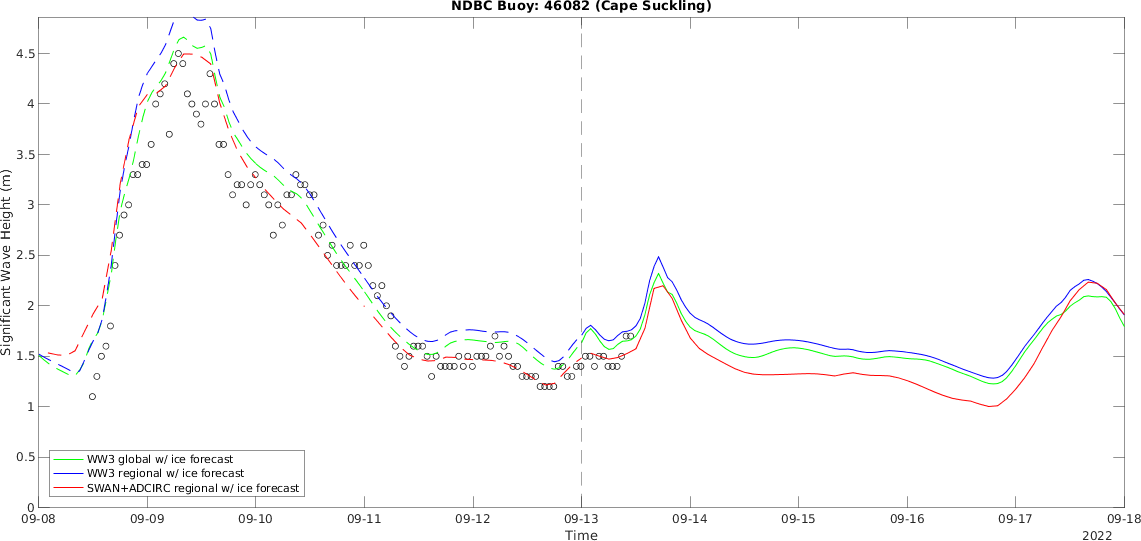 NDBC Buoy: 46082 (Cape Suckling)
Significant Wave Height (m)
4.5
4
3.5
3
2.5
2
1.5
1
0.5
0
WW3 global w/ ice forecast
WW3 regional w/ ice forecast
SWAN+ADCIRC regional w/ ice forecast
09-08 09-09 09-10 09-11 09-12 09-13 09-14 09-15 09-16 09-17 09-18
Time
2022